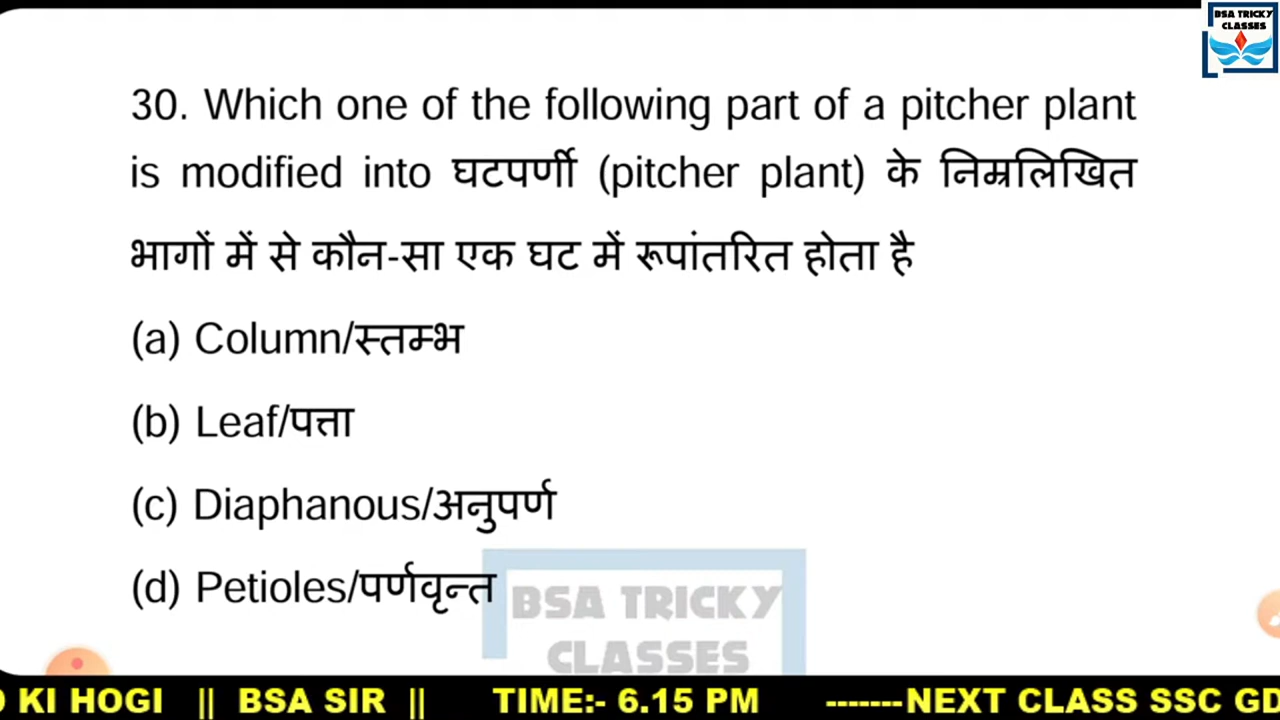 BSA TRICKY
CLASSES
30. Which one of the following part of a pitcher plant
is modified into घटपर्णी (pitcher plant) के निम्नलिखित
भागों में से कौन-सा एक घट में रूपांतरित होता है
(a) Column/स्तम्भ
(b) Leaf/पत्ता
(c) Diaphanous/अनुपर्ण
(d) Petioles/पर्णवृन्त
BSA TRICKY
CLASSES
KI HOGI || BSA SIR || TIME:- 6.15 PM -------NEXT CLASS SSC GD